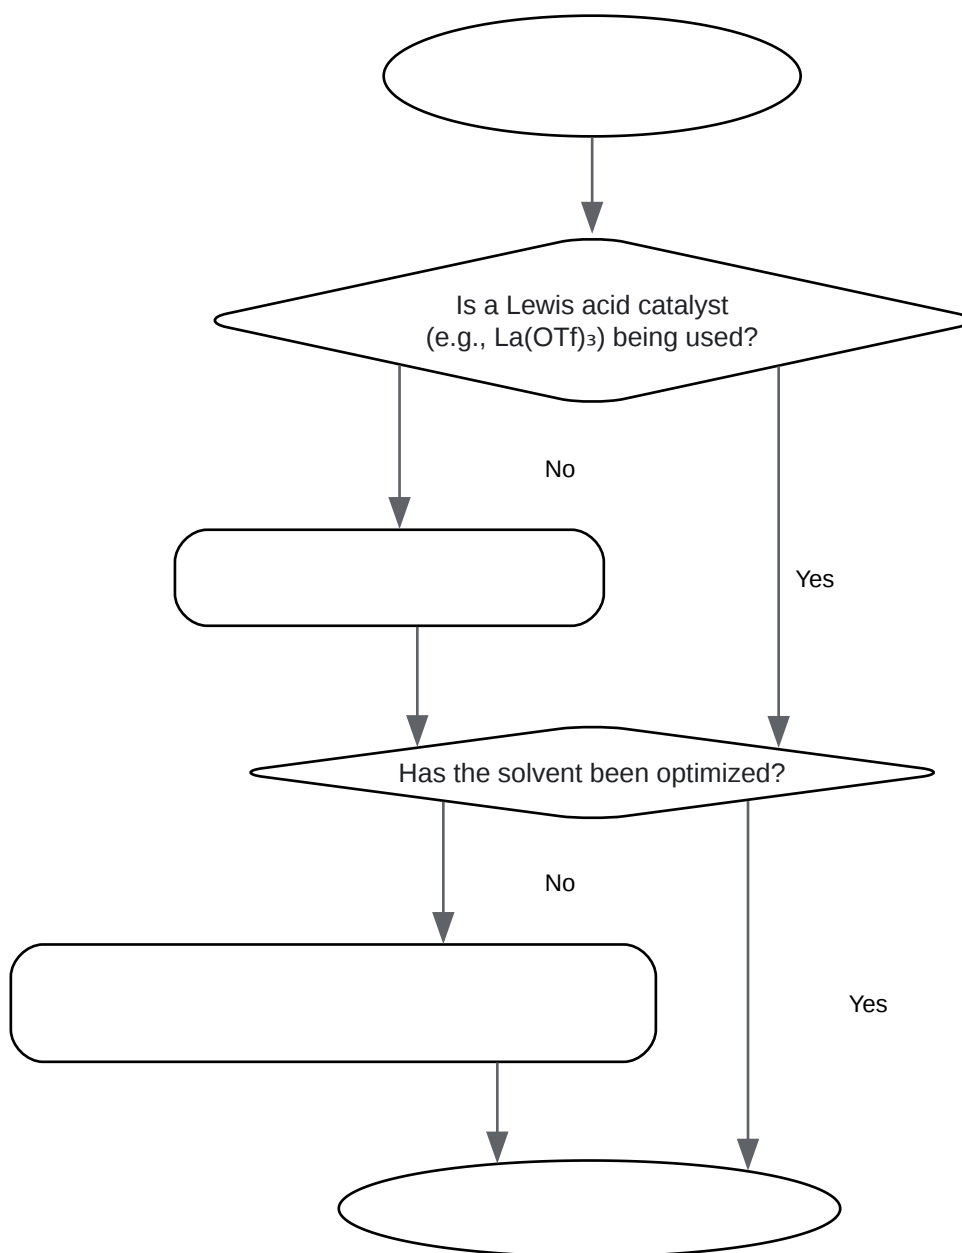 Is a Lewis acid catalyst
(e.g., La(OTf)₃) being used?
No
Yes
Has the solvent been optimized?
No
Yes